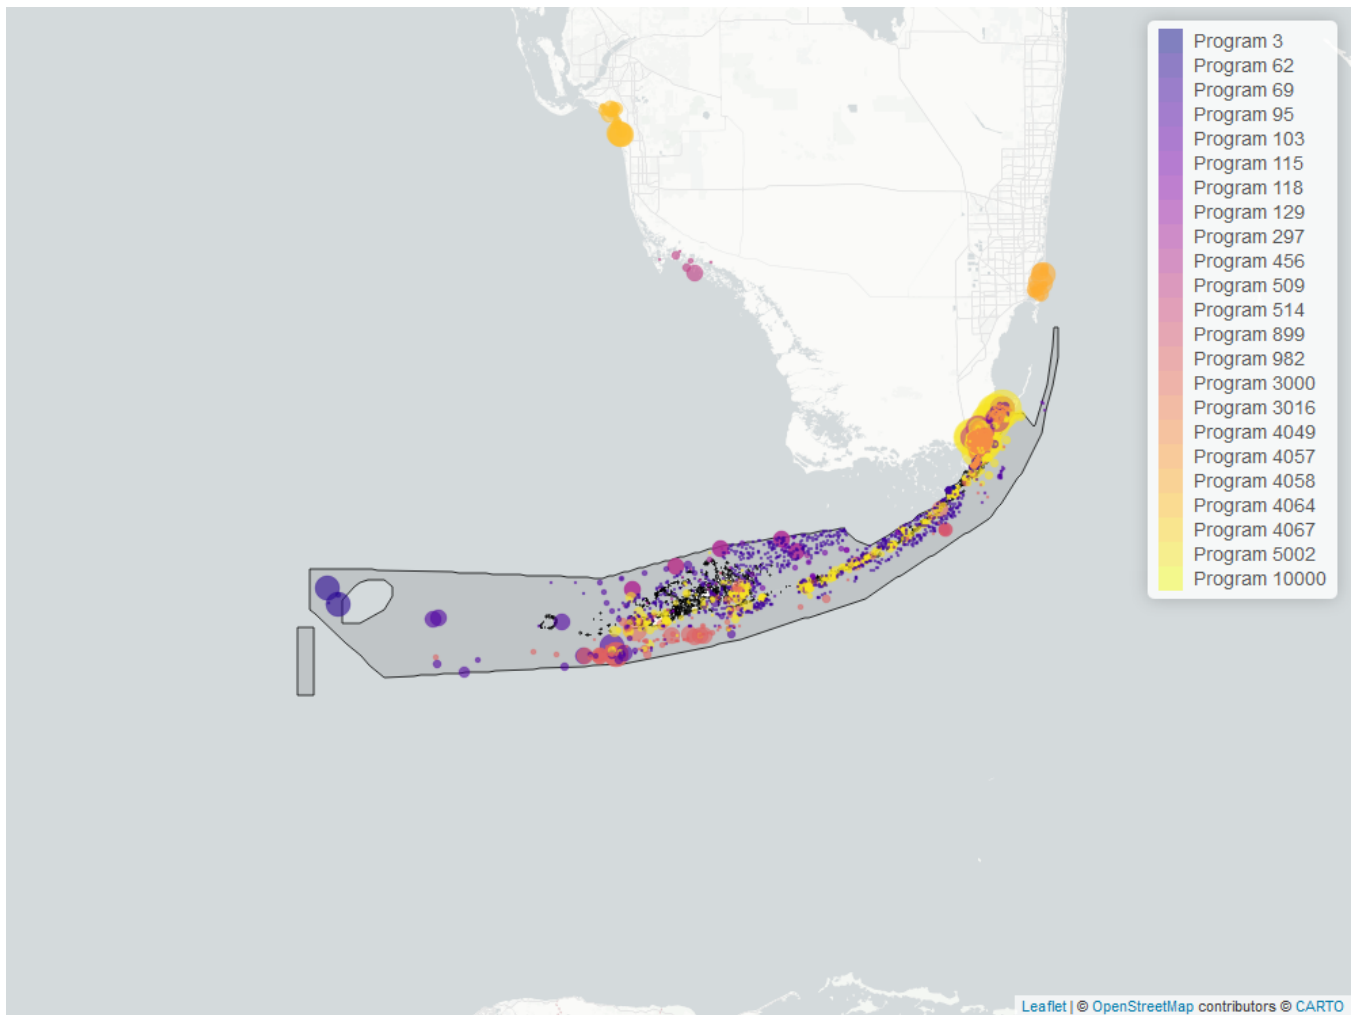 Program 3
Program 62
Program 69
Program 95
Program 103
Program 115
Program 118
Program 129
Program 297
Program 456
Program 509
Program 514
Program 899
Program 982
Program 3000
Program 3016
Program 4049
Program 4057
Program 4058
Program 4064
Program 4067
Program 5002
Program 10000
Leaflet | © OpenStreetMap contributors © CARTO